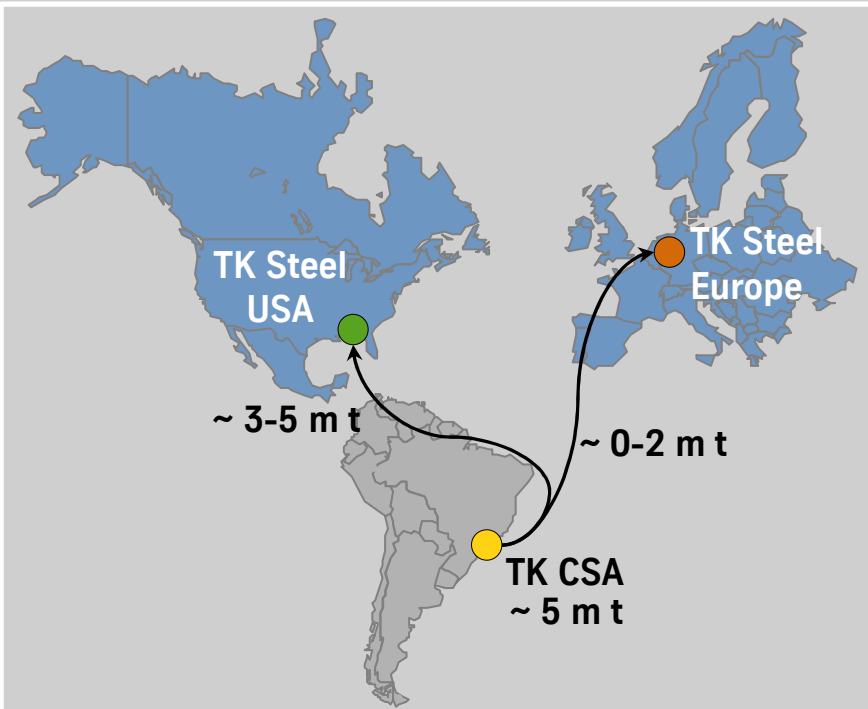 TK Steel
USA
TK Steel
Europe
~ 3-5 m t
~ 0-2 m t
TK CSA
~ 5 m t